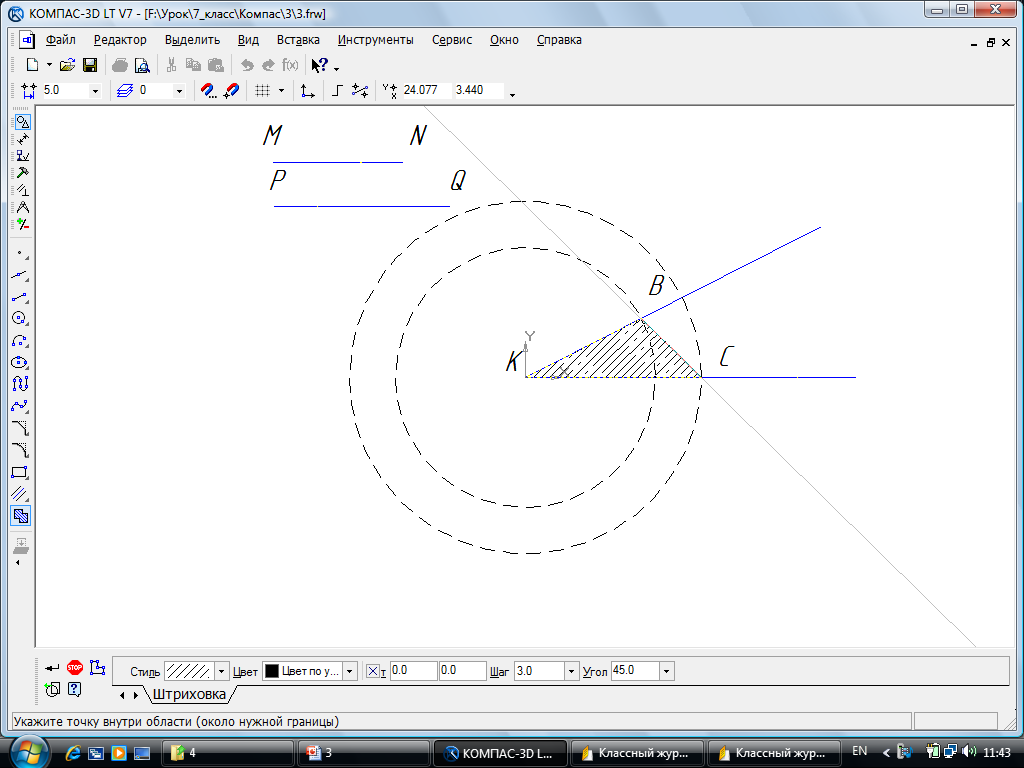 КОМПАС-3D LT V7 - [F:\Урок\7_класс\Компас\3\3.frw]
Файл Редактор Выделить Вид Вставка Инструменты Сервис Окно Справка
f(x) ?
5.0 0 Y X 24.077 3.440
M N
P Q
B
Y
K X C
STOP Стиль Цвет Цвет по у... т 0.0 0.0 Шаг 3.0 Угол 45.0
? Штриховка
Укажите точку внутри области (около нужной границы)
4 3 КОМПАС-3D L... Классный жур... Классный жур... EN 11:43